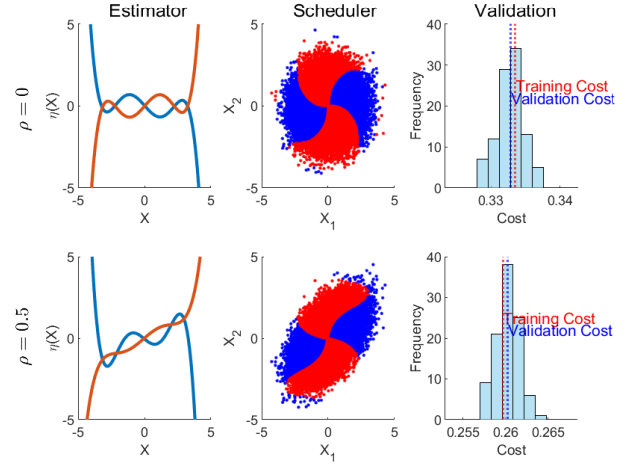 Estimator
Scheduler
Validation
ρ = 0
η(X)
5
0
-5
-5
0
5
X
X2
5
0
-5
-5
0
5
X1
Frequency
40
30
20
10
0
Training Cost
Validation Cost
0.33
0.34
Cost
ρ = 0.5
η(X)
5
0
-5
-5
0
5
X
X2
5
0
-5
-5
0
5
X1
Frequency
40
30
20
10
0
Training Cost
Validation Cost
0.255
0.26
0.265
Cost